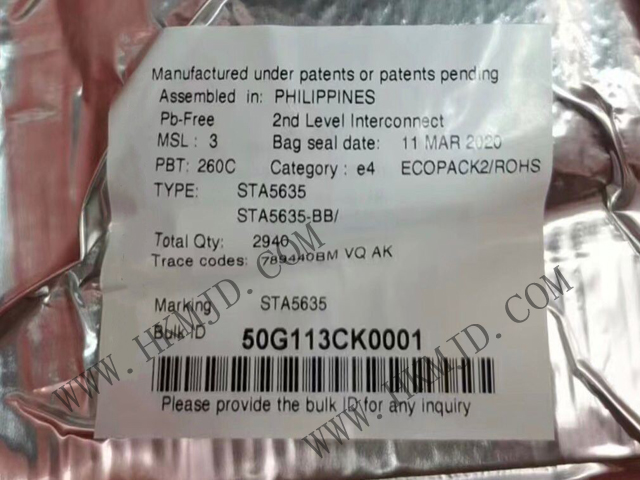 Manufactured under patents or patents pending
Assembled in: PHILIPPINES
Pb-Free 2nd Level Interconnect
MSL: 3 Bag seal date: 11 MAR 2020
PBT: 260C Category: e4 ECOPACK2/ROHS
TYPE: STA5635
STA5635-BB/
Total Qty: 2940
Trace codes: 789440BM VQ AK
Marking STA5635
Bulk ID 50G113CK0001
Please provide the bulk ID for any inquiry
WWW.HKMJD.COM
WWW.HKMJD.COM